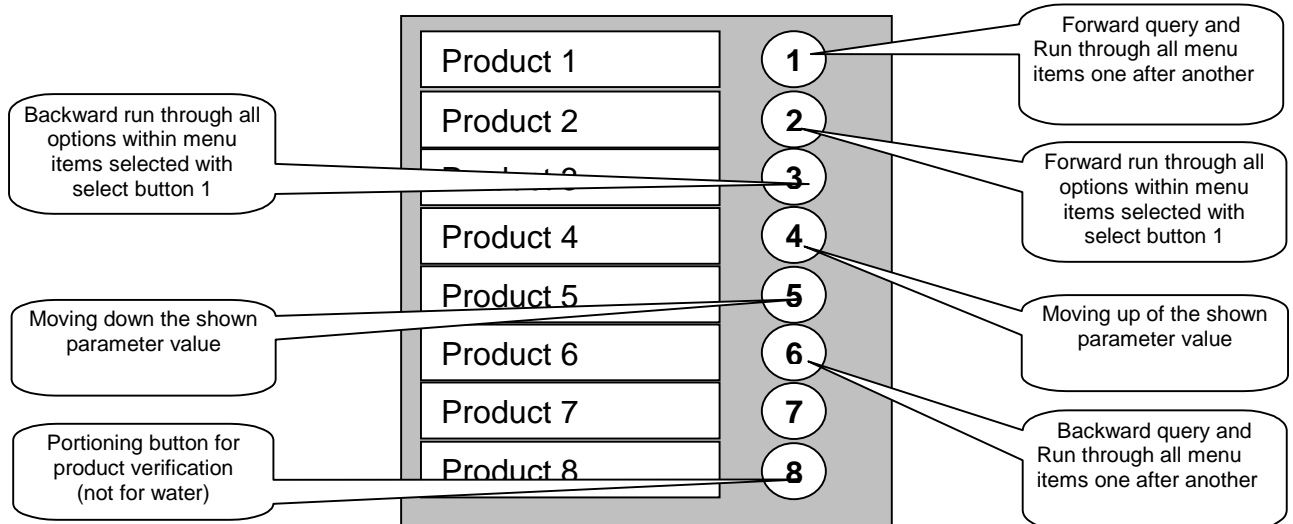 Product 1
1
Product 2
2
3
Product 4
4
Product 5
5
Product 6
6
Product 7
7
Product 8
8
Forward query and
Run through all menu
items one after another
Backward run through all
options within menu
items selected with
select button 1
Forward run through all
options within menu
items selected with
select button 1
Moving down the shown
parameter value
Moving up of the shown
parameter value
Portioning button for
product verification
(not for water)
Backward query and
Run through all menu
items one after another